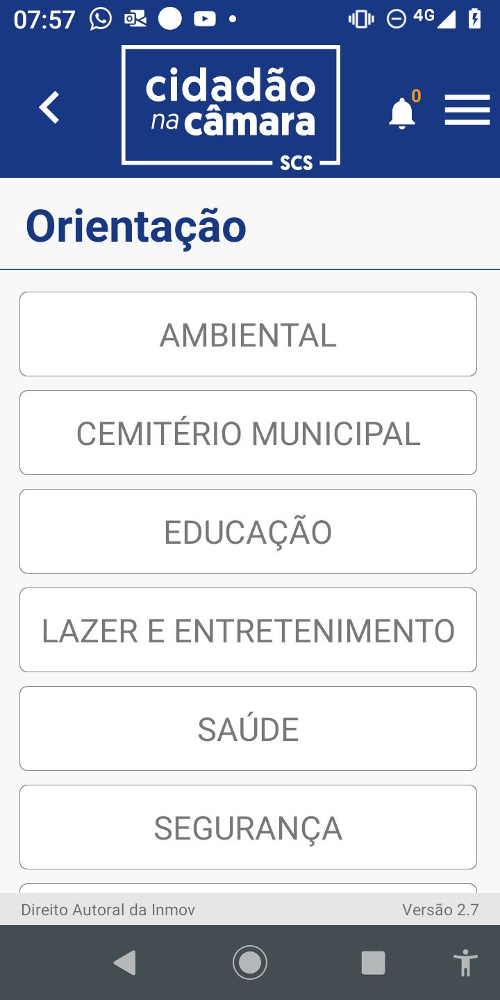 07:57
4G
cidadão
na câmara
SCS
0
Orientação
AMBIENTAL
CEMITÉRIO MUNICIPAL
EDUCAÇÃO
LAZER E ENTRETENIMENTO
SAÚDE
SEGURANÇA
Direito Autoral da Inmov
Versão 2.7